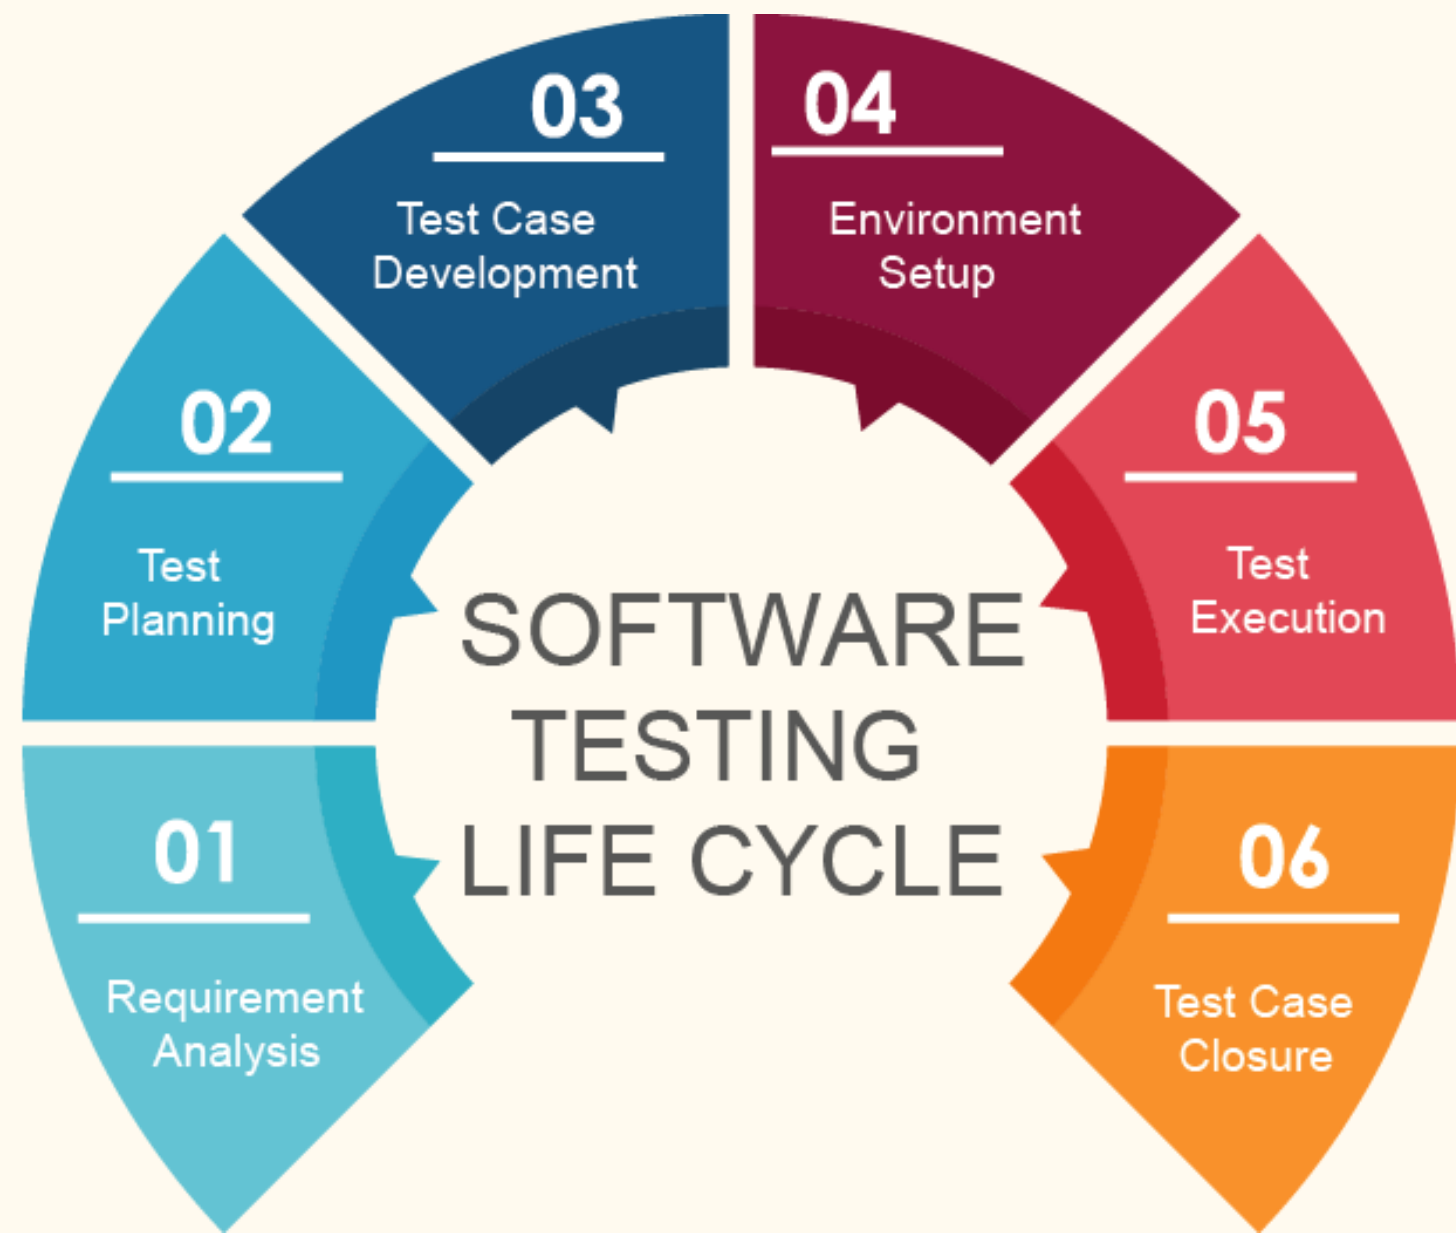 01
Requirement
Analysis
02
Test
Planning
03
Test Case
Development
04
Environment
Setup
05
Test
Execution
06
Test Case
Closure
SOFTWARE
TESTING
LIFE CYCLE